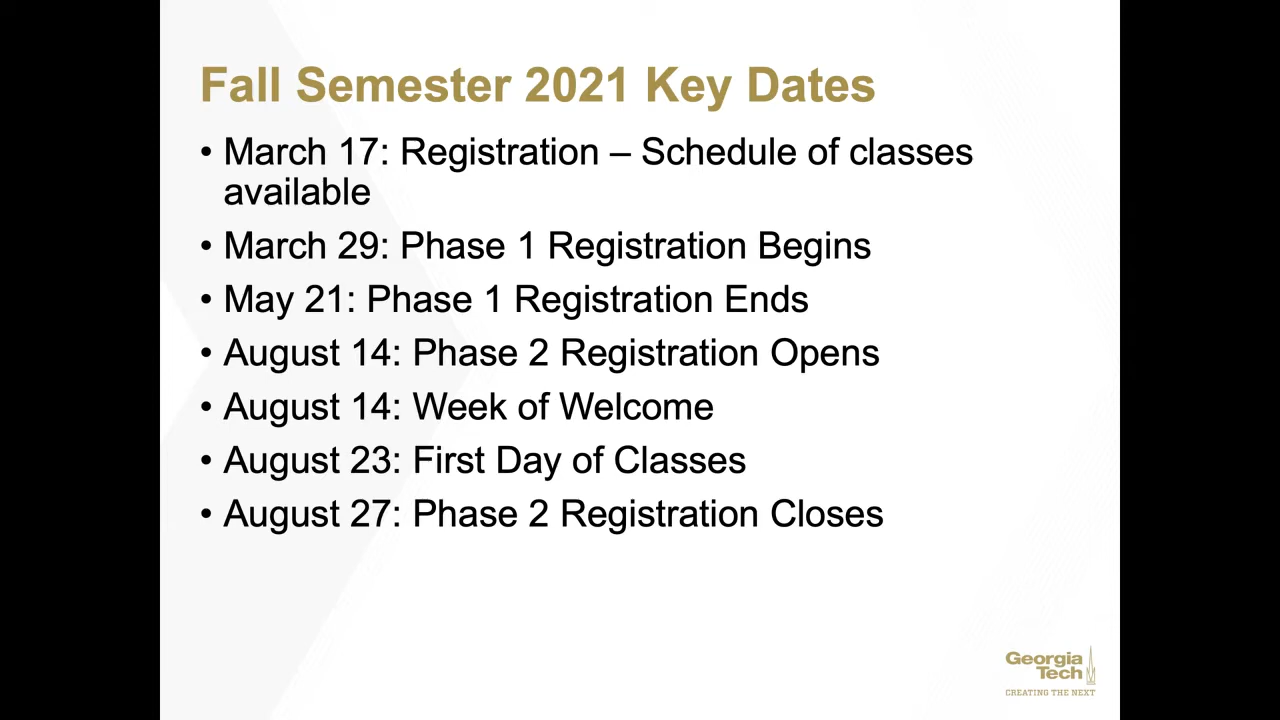 Fall Semester 2021 Key Dates
• March 17: Registration – Schedule of classes
available
• March 29: Phase 1 Registration Begins
• May 21: Phase 1 Registration Ends
• August 14: Phase 2 Registration Opens
• August 14: Week of Welcome
• August 23: First Day of Classes
• August 27: Phase 2 Registration Closes
Georgia
Tech
CREATING THE NEXT